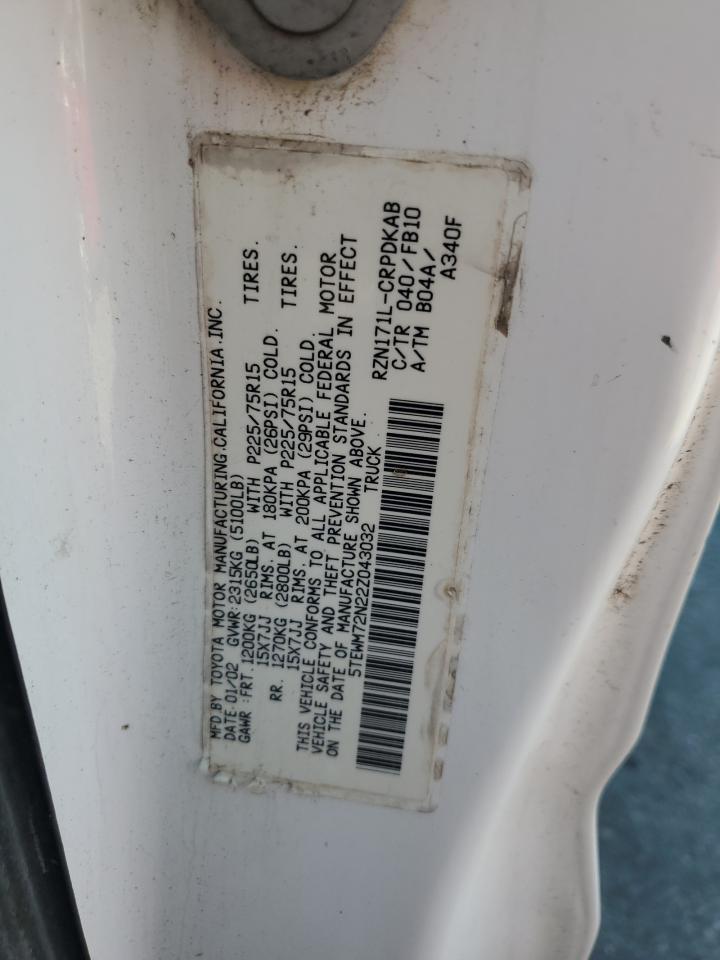 MFD.BY TOYOTA MOTOR MANUFACTURING.CALIFORNIA.INC.
DATE:01/02 GVWR:2315KG (5100LB)
GAWR :FRT.1200KG (2650LB) WITH P225/75R15 TIRES.
15X7JJ RIMS. AT 180KPA (26PSI) COLD.
RR. 1270KG (2800LB) WITH P225/75R15 TIRES.
15X7JJ RIMS. AT 200KPA (29PSI) COLD.
THIS VEHICLE CONFORMS TO ALL APPLICABLE FEDERAL MOTOR
VEHICLE SAFETY AND THEFT PREVENTION STANDARDS IN EFFECT
ON THE DATE OF MANUFACTURE SHOWN ABOVE.
5TEWM72N22Z043032 TRUCK
RZN171L-CRPDKAB
C/TR 040/FB10
A/TM B04A/
A340F